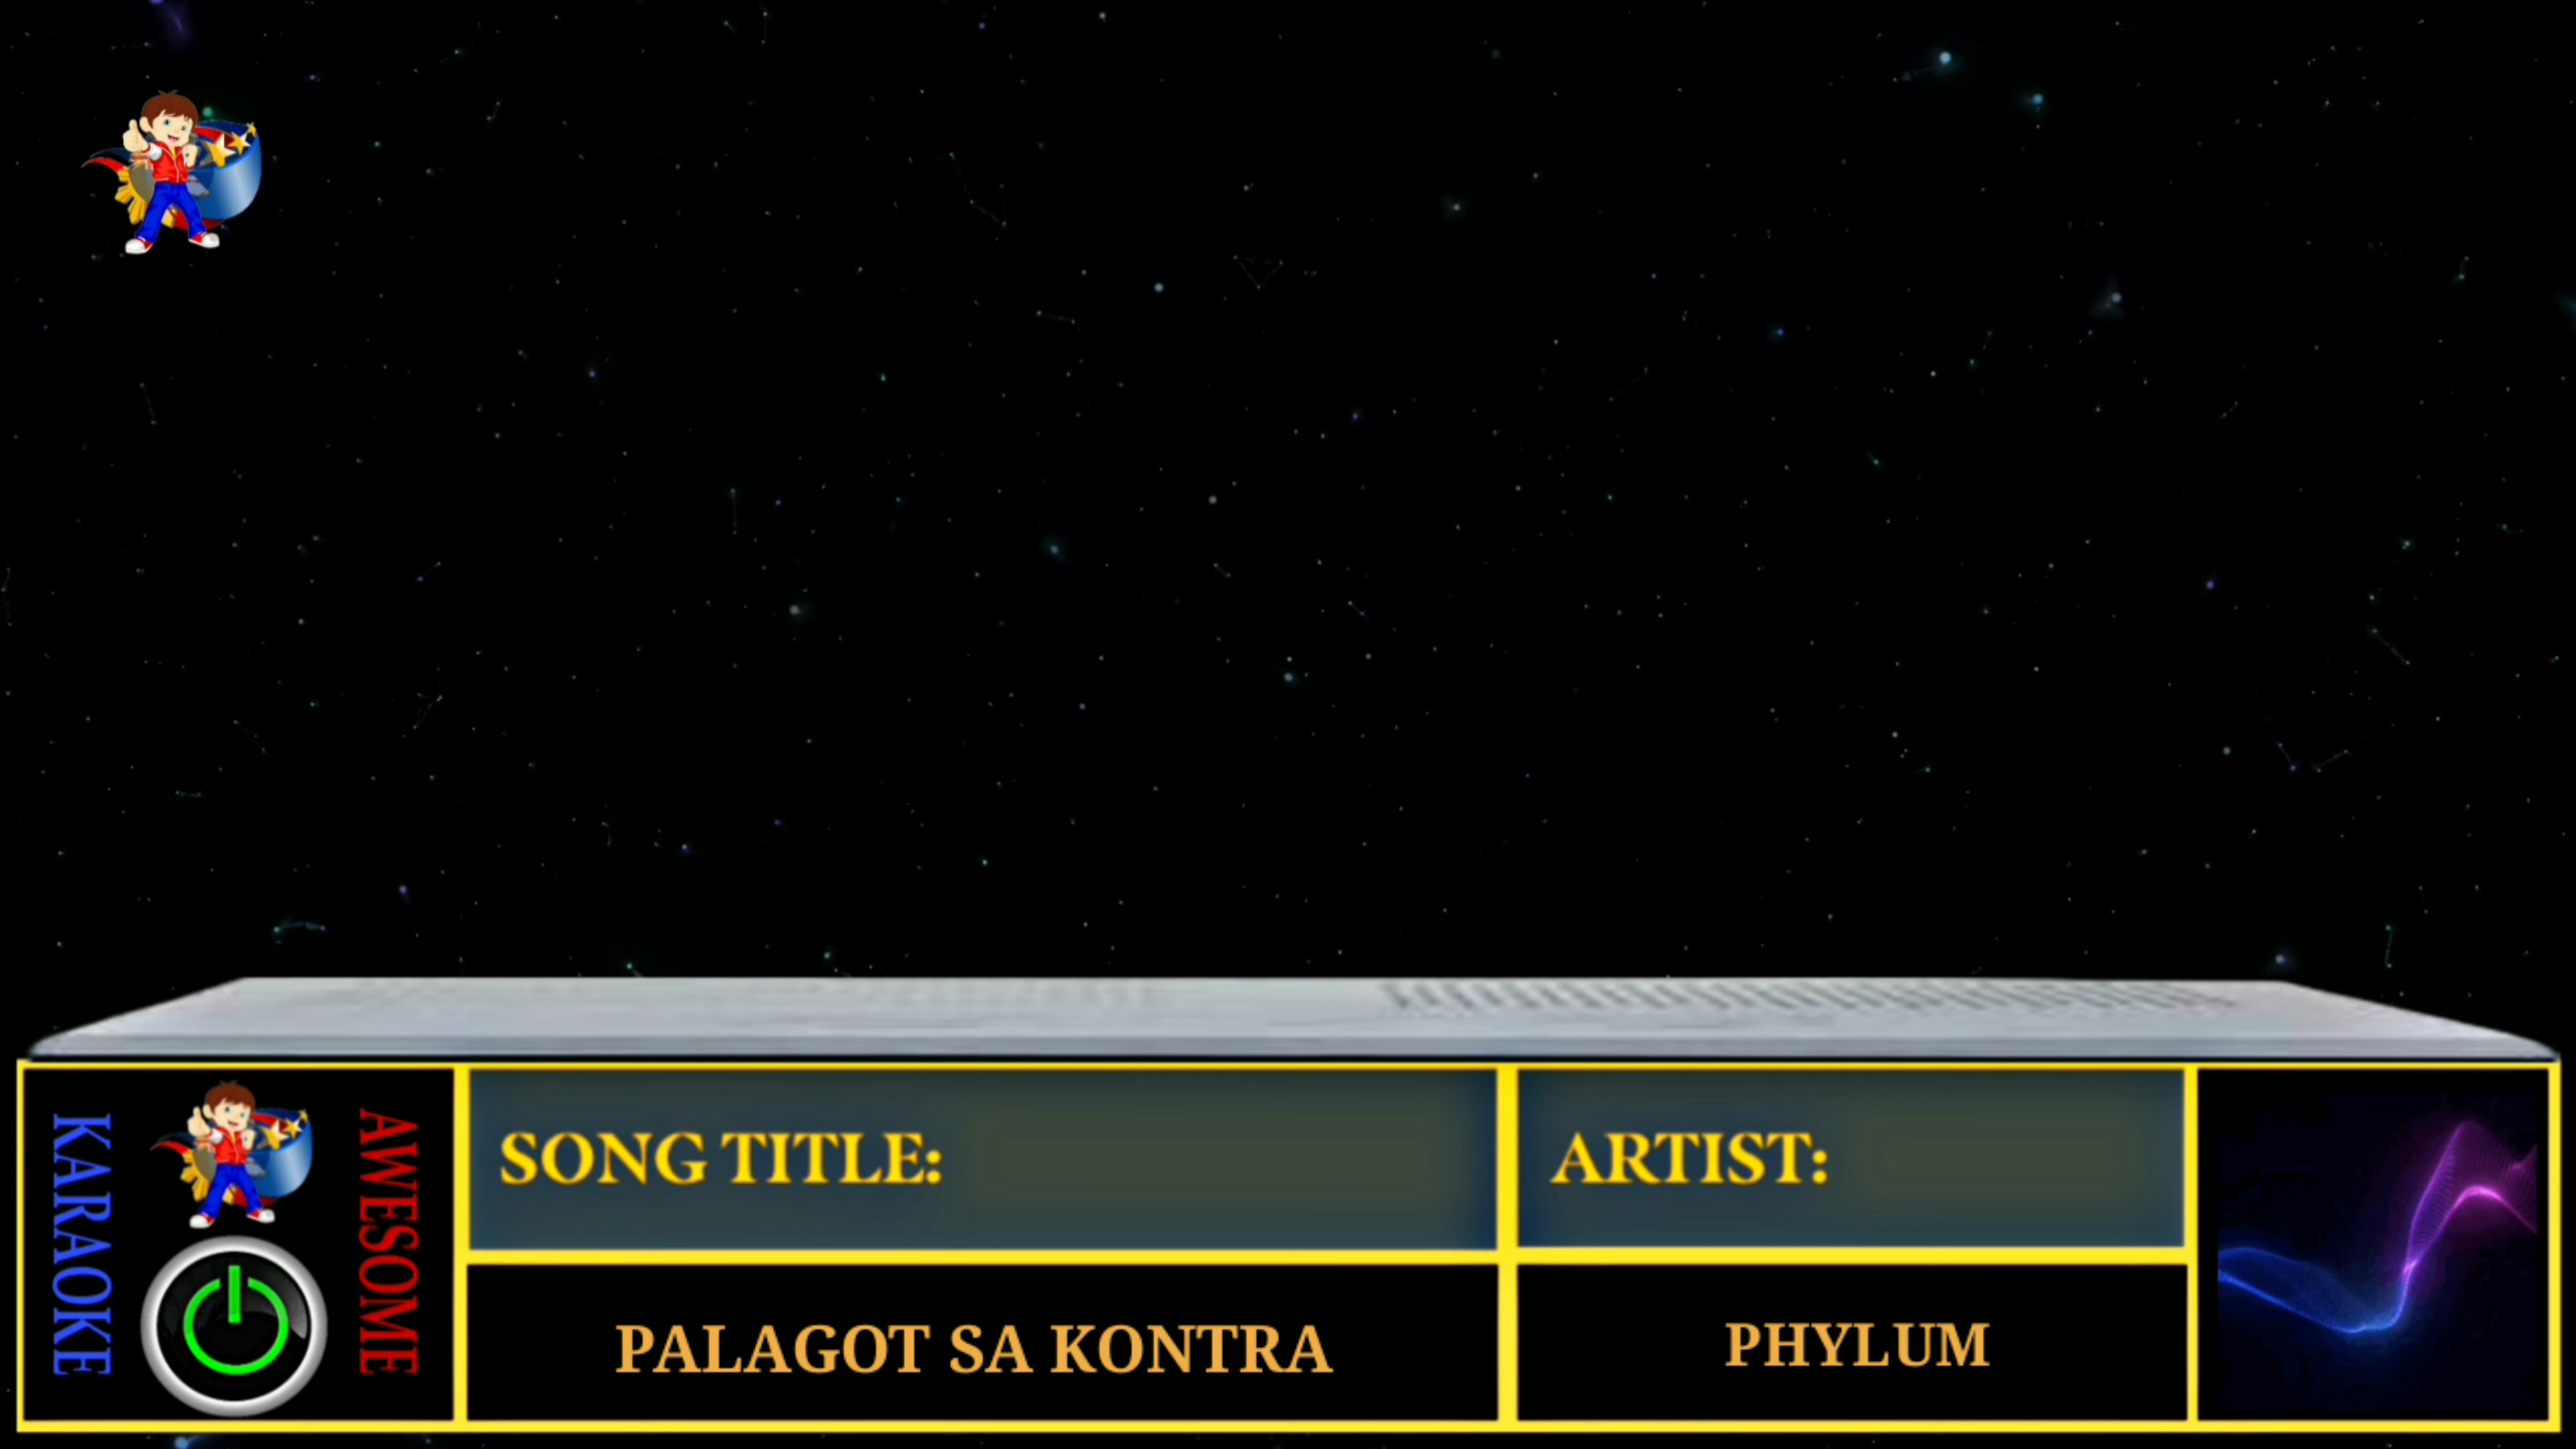 KARAOKE
AWESOME
SONG TITLE:
ARTIST:
PALAGOT SA KONTRA
PHYLUM